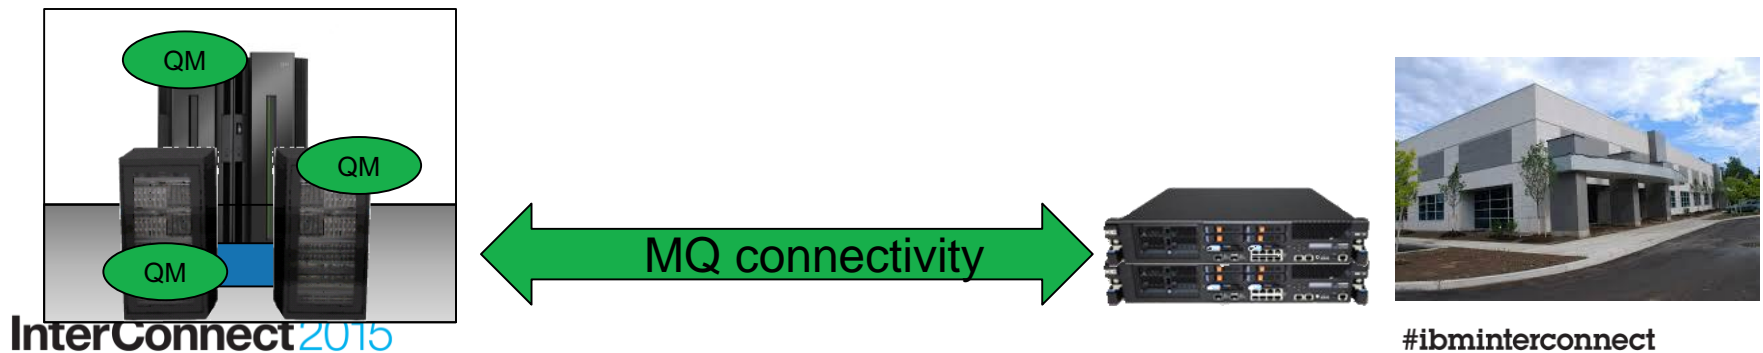 QM
QM
MQ connectivity
QM
InterConnect2015
#ibminterconnect